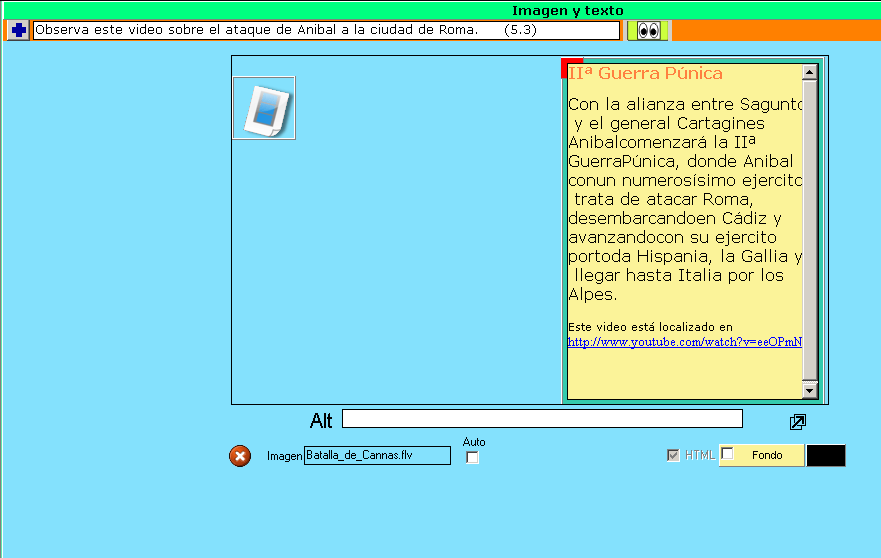 Imagen y texto
Observa este video sobre el ataque de Anibal a la ciudad de Roma. (5.3)
IIª Guerra Púnica
Con la alianza entre Sagunto
y el general Cartagines
Anibalcomenzará la IIª
GuerraPúnica, donde Anibal
conun numerosísimo ejercito
trata de atacar Roma,
desembarcandoen Cádiz y
avanzandocon su ejercito
portoda Hispania, la Gallia y
llegar hasta Italia por los
Alpes.
Este video está localizado en
http://www.youtube.com/watch?v=eeOPmN
Alt
Auto
Imagen Batalla_de_Cannas.flv
HTML Fondo